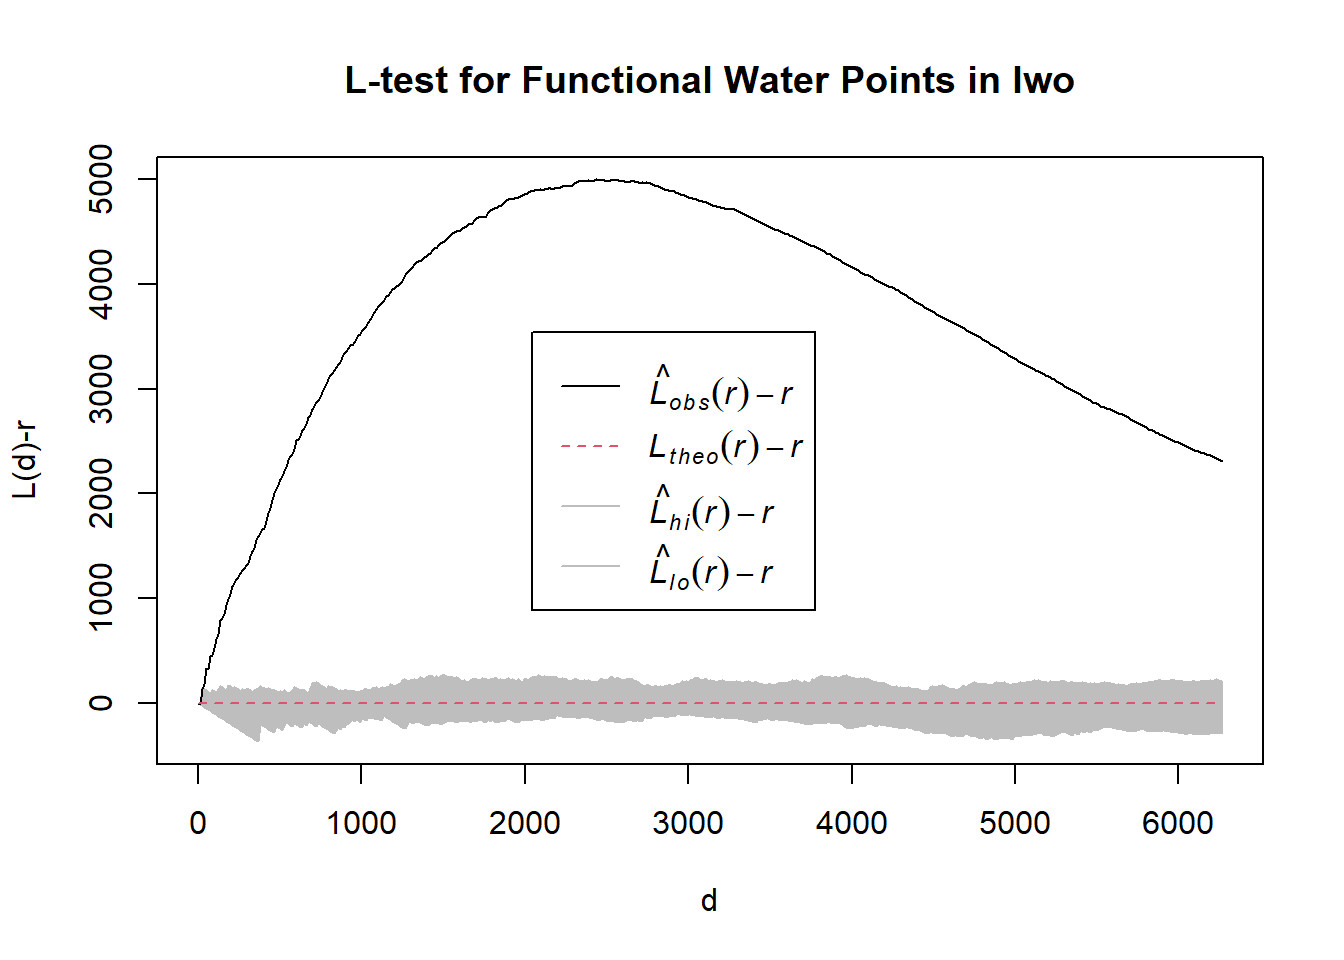 L-test for Functional Water Points in Iwo
L(d)-r
5000
4000
3000
2000
1000
0
L̂obs(r) – r
Ltheo(r) – r
L̂hi(r) – r
L̂lo(r) – r
0 1000 2000 3000 4000 5000 6000
d